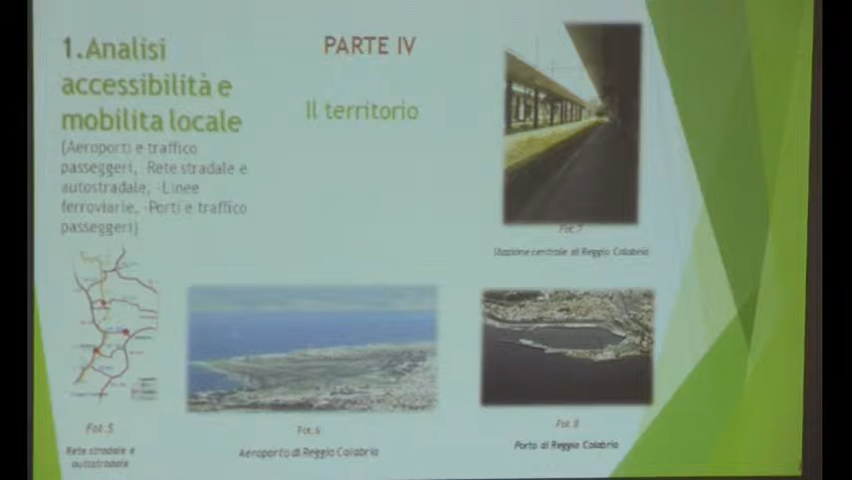 1.Analisi
accessibilità e
mobilita locale
(Aeroporti e traffico
passeggeri, -Rete stradale e
autostradale, -Linee
ferroviarie, -Porti e traffico
passeggeri)
PARTE IV
Il territorio
Fot.7
Stazione centrale di Reggio Calabria
Fot.5
Rete stradale e
autostradale
Fot.6
Aeroporto di Reggio Calabria
Fot.8
Porto di Reggio Calabria